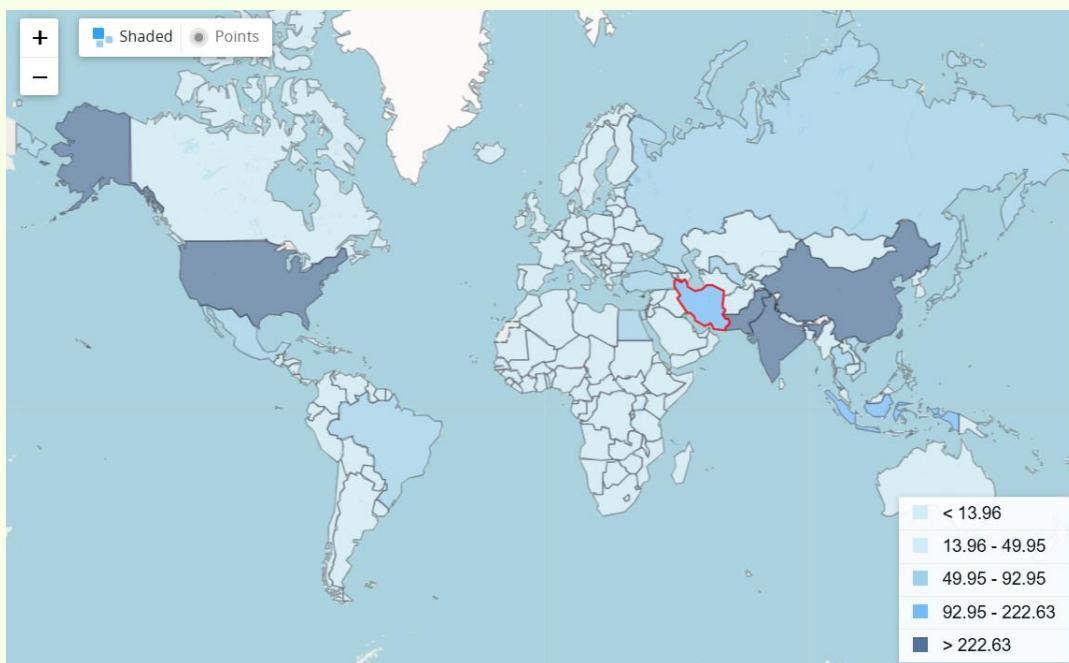 +
Shaded Points
−
< 13.96
13.96 - 49.95
49.95 - 92.95
92.95 - 222.63
> 222.63